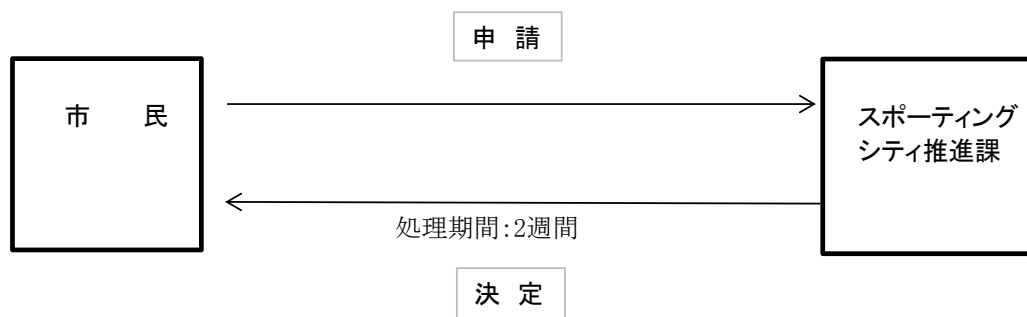 申 請
市 民
スポーティング
シティ推進課
処理期間:2週間
決 定